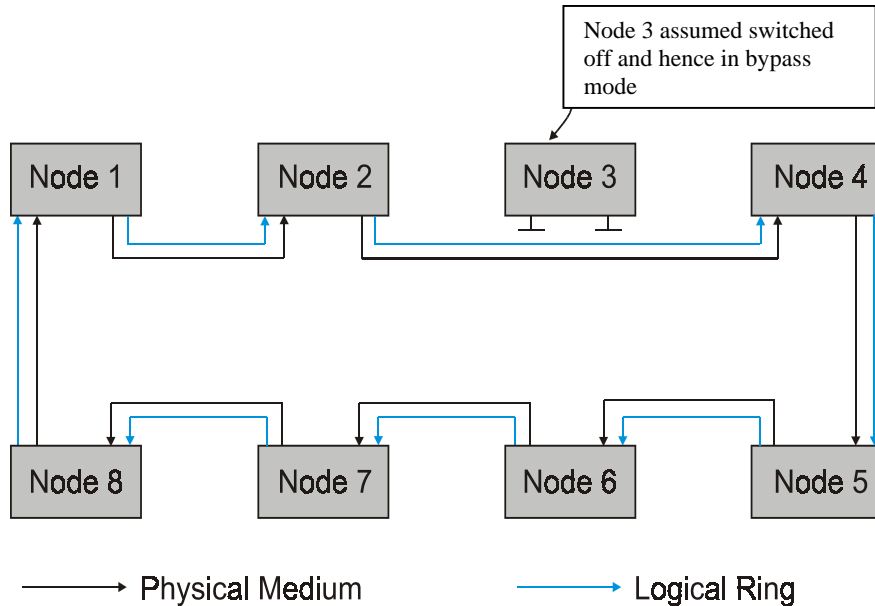 Node 3 assumed switched
off and hence in bypass
mode
Node 1
Node 2
Node 3
Node 4
Node 8
Node 7
Node 6
Node 5
Physical Medium
Logical Ring